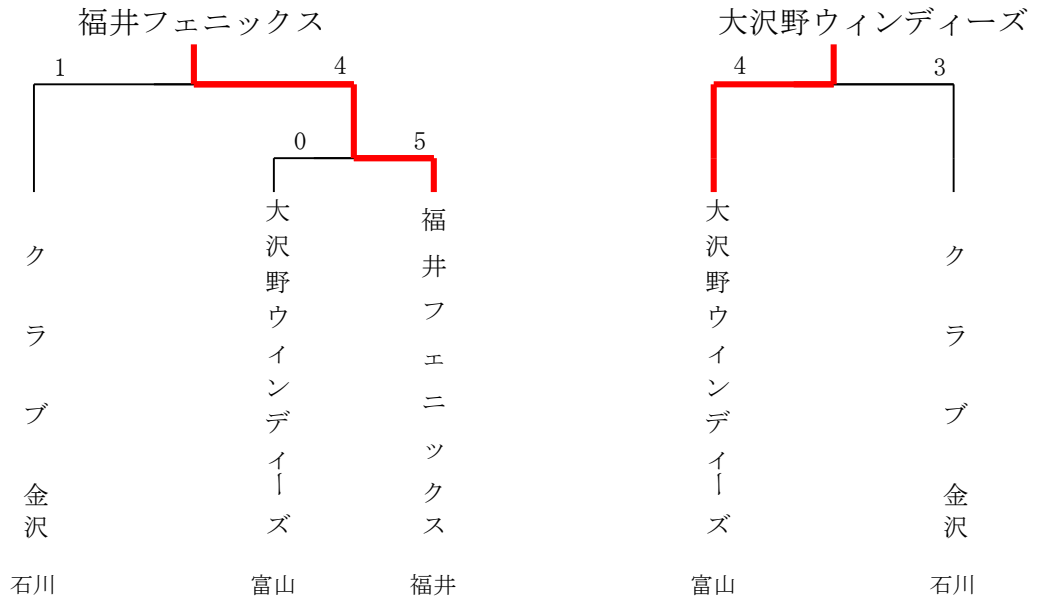 福井フェニックス
大沢野ウィンディーズ
1
4
4
3
0
5
クラブ金沢
大沢野ウィンディーズ
福井フェニックス
大沢野ウィンディーズ
クラブ金沢
石川
富山
福井
富山
石川